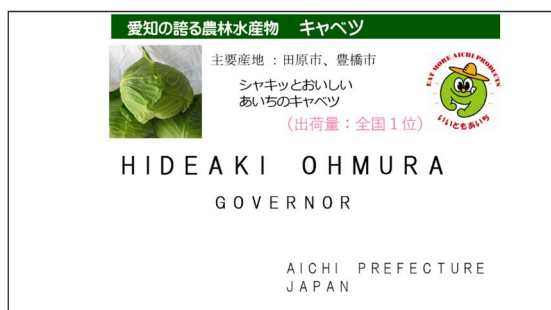 愛知の誇る農林水産物 キャベツ
主要産地 ：田原市、豊橋市
シャキッとおいしい
あいちのキャベツ
（出荷量：全国１位）
EAT MORE AICHI PRODUCTS
いいともあいち
HIDEAKI OHMURA
GOVERNOR
AICHI PREFECTURE
JAPAN